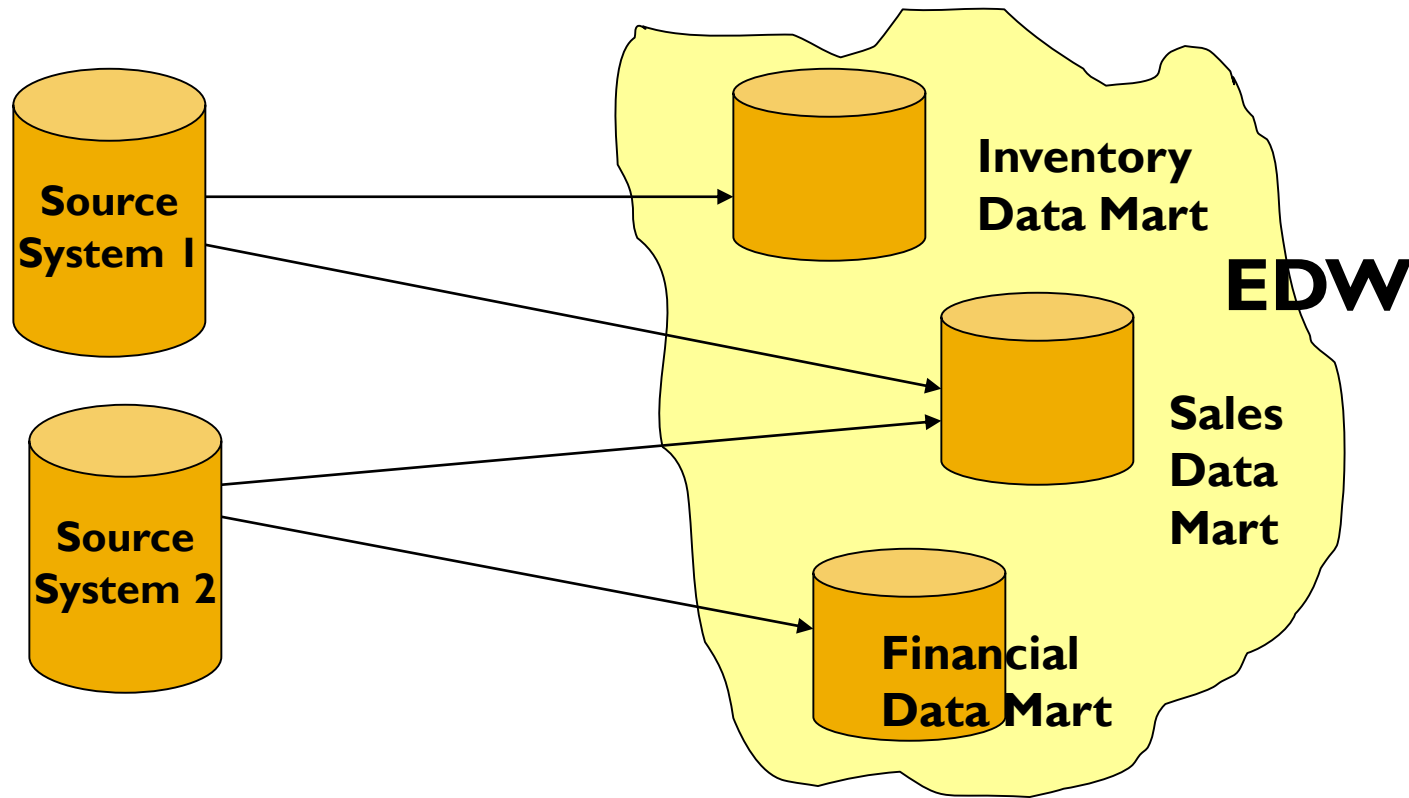 Source
System 1
Inventory
Data Mart
EDW
Sales
Data
Mart
Source
System 2
Financial
Data Mart